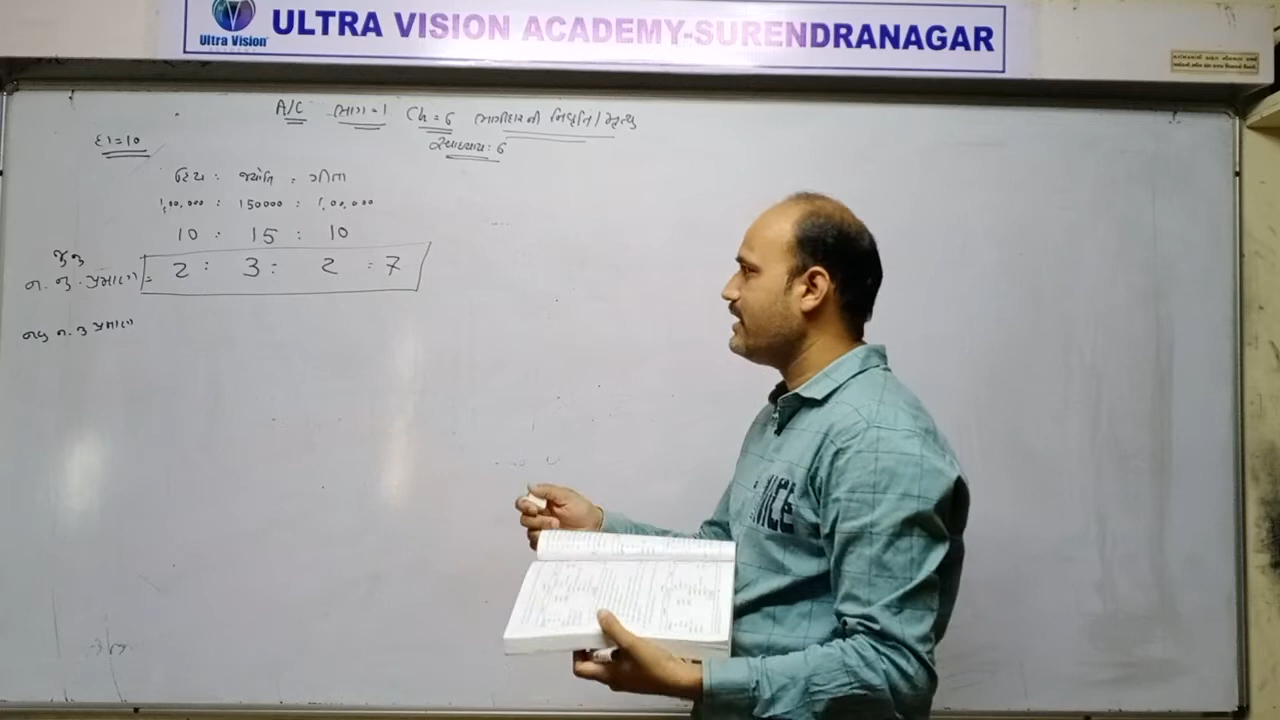 Ultra Vision
ULTRA VISION ACADEMY-SURENDRANAGAR
A/C ભાગ=1 Ch=6 ભાગીદારની નિવૃત્તિ/મૃત્યુ
સ્વાધ્યાય: 6
દા=10
દિવ્ય : જ્યોતિ : ગીતા
1,00,000 : 150000 : 1,00,000
10 : 15 : 10
જુનુ
ન.નુ.પ્રમાણ = 2 : 3 : 2 = 7
નવુ ન.નુ પ્રમાણ
NICE